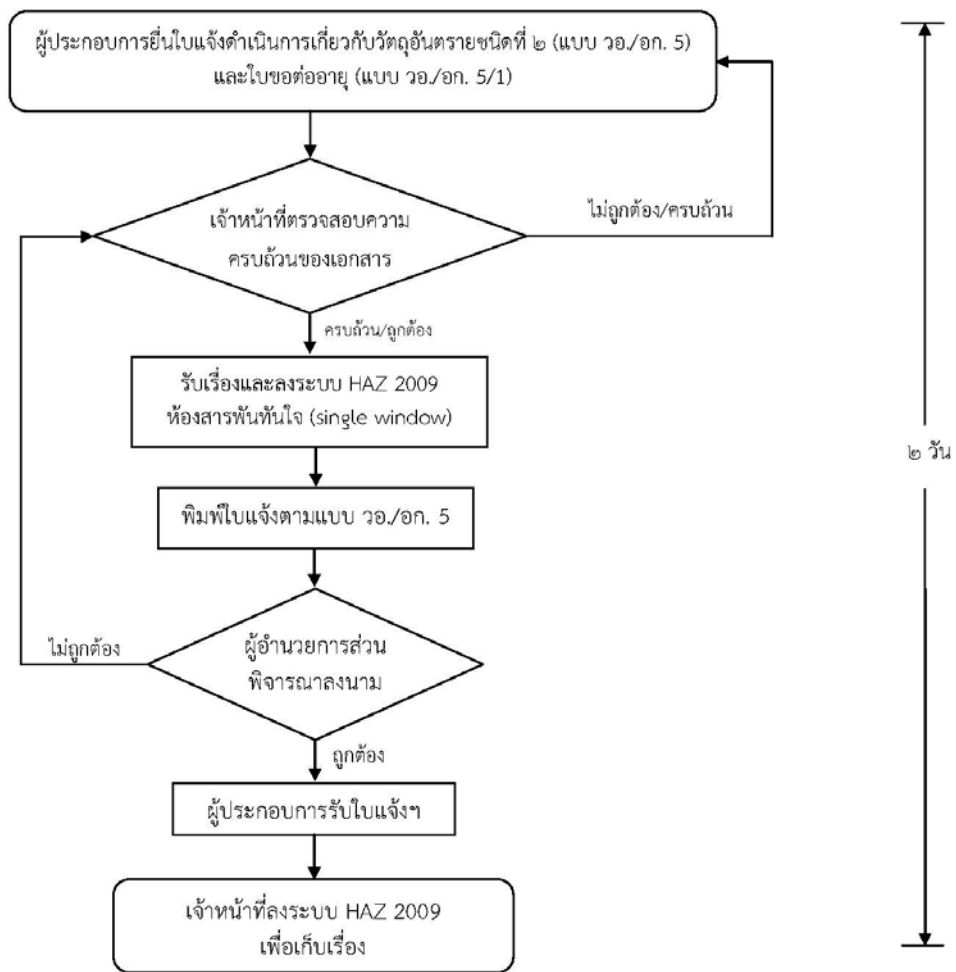 ผู้ประกอบการยื่นใบแจ้งดำเนินการเกี่ยวกับวัตถุอันตรายชนิดที่ ๒ (แบบ วอ./อก. 5)
และใบขอต่ออายุ (แบบ วอ./อก. 5/1)
เจ้าหน้าที่ตรวจสอบความ
ครบถ้วนของเอกสาร
ไม่ถูกต้อง/ครบถ้วน
ครบถ้วน/ถูกต้อง
รับเรื่องและลงระบบ HAZ 2009
ห้องสารพันทันใจ (single window)
๒ วัน
พิมพ์ใบแจ้งตามแบบ วอ./อก. 5
ผู้อำนวยการส่วน
พิจารณาลงนาม
ไม่ถูกต้อง
ถูกต้อง
ผู้ประกอบการรับใบแจ้งฯ
เจ้าหน้าที่ลงระบบ HAZ 2009
เพื่อเก็บเรื่อง